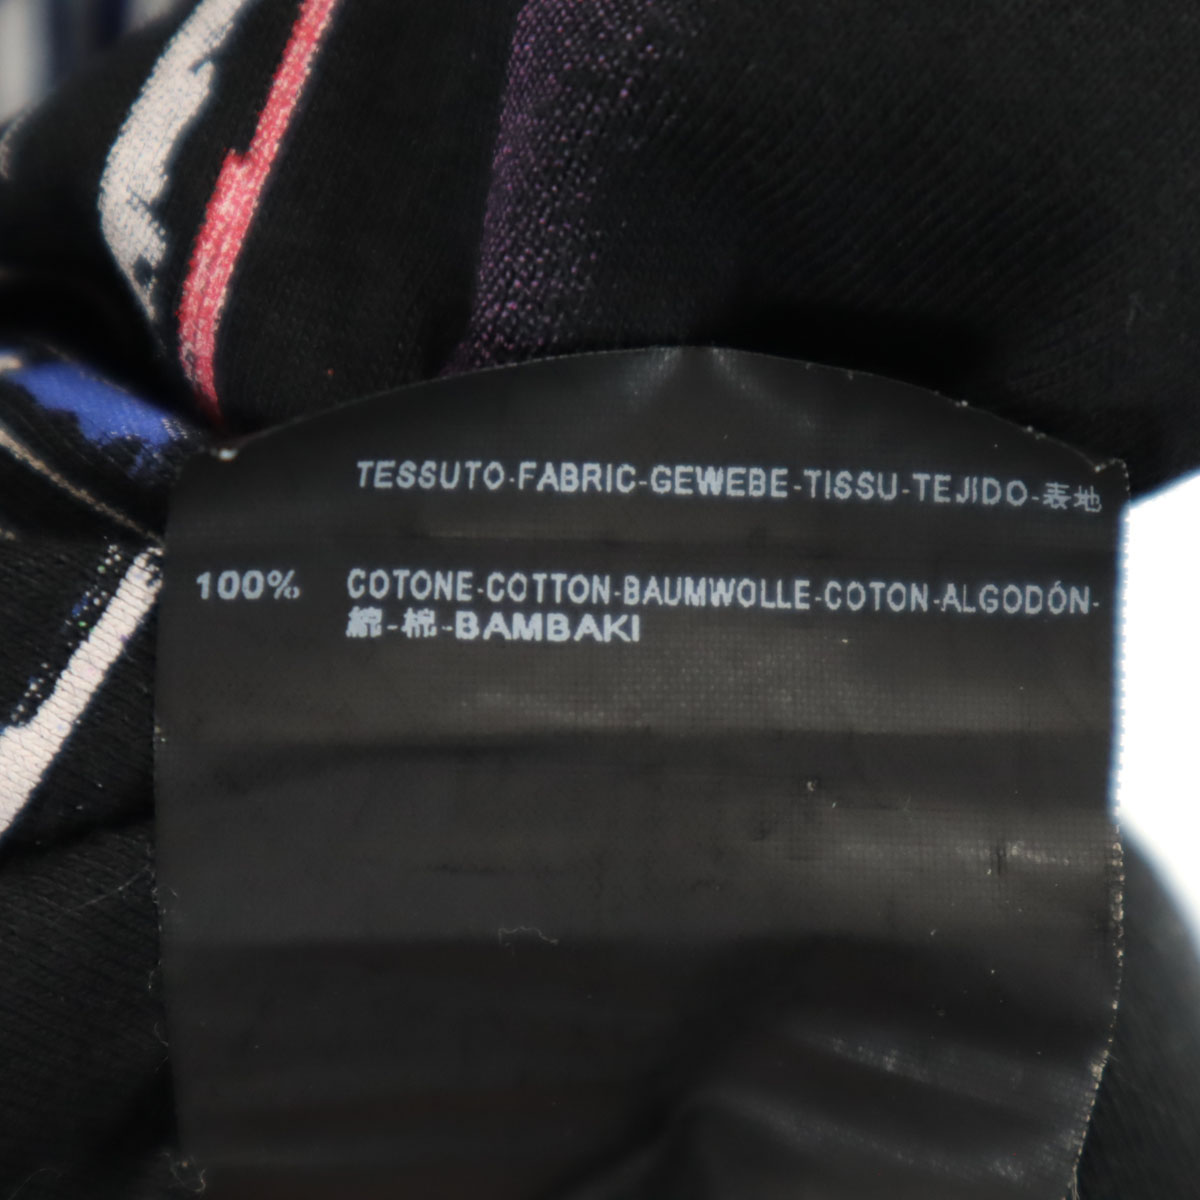 TESSUTO-FABRIC-GEWEBE-TISSU-TEJIDO-表地
100% COTONE-COTTON-BAUMWOLLE-COTON-ALGODÓN-
綿-棉-BAMBAKI